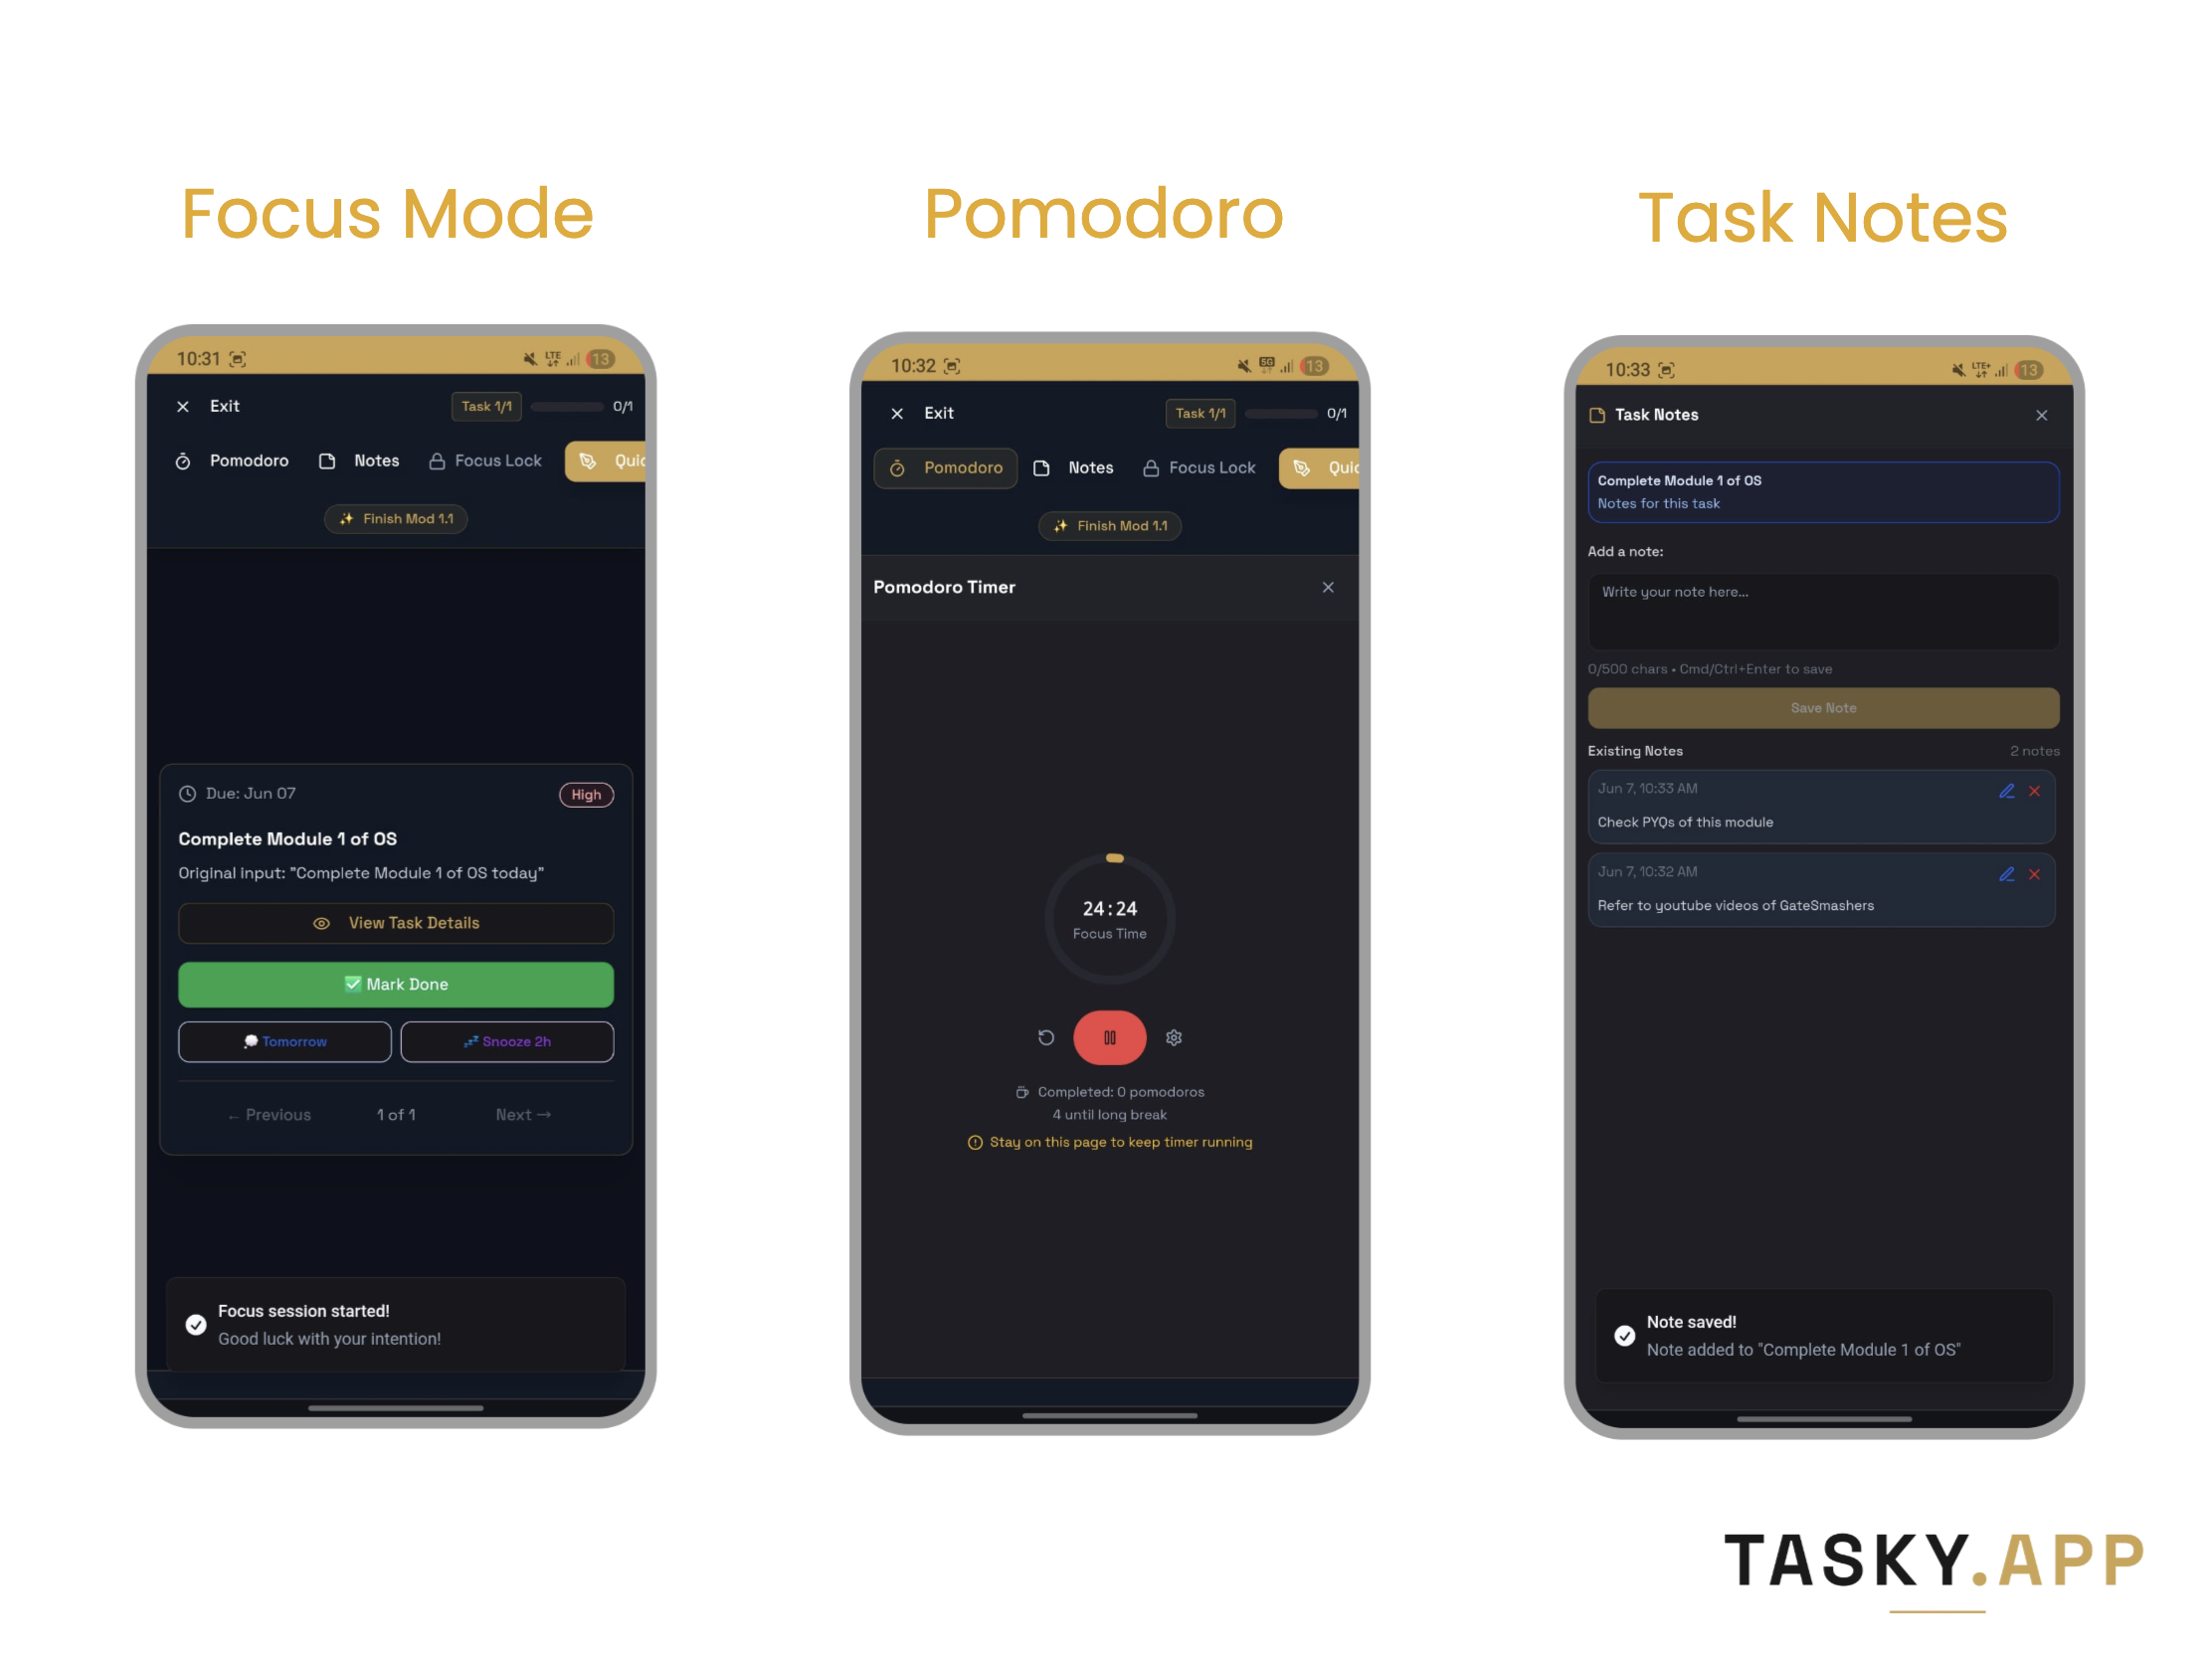 Focus Mode
10:31
LTE
13
Exit
Task 1/1
0/1
Pomodoro
Notes
Focus Lock
Quic
✨ Finish Mod 1.1
Due: Jun 07
High
Complete Module 1 of OS
Original input: "Complete Module 1 of OS today"
View Task Details
✅ Mark Done
💭 Tomorrow
💤 Snooze 2h
← Previous
1 of 1
Next →
Focus session started!
Good luck with your intention!
Pomodoro
10:32
5G
13
Exit
Task 1/1
0/1
Pomodoro
Notes
Focus Lock
Quic
✨ Finish Mod 1.1
Pomodoro Timer
24:24
Focus Time
Completed: 0 pomodoros
4 until long break
Stay on this page to keep timer running
Task Notes
10:33
LTE+
13
Task Notes
Complete Module 1 of OS
Notes for this task
Add a note:
Write your note here...
0/500 chars • Cmd/Ctrl+Enter to save
Save Note
Existing Notes
2 notes
Jun 7, 10:33 AM
Check PYQs of this module
Jun 7, 10:32 AM
Refer to youtube videos of GateSmashers
Note saved!
Note added to "Complete Module 1 of OS"
TASKY.APP